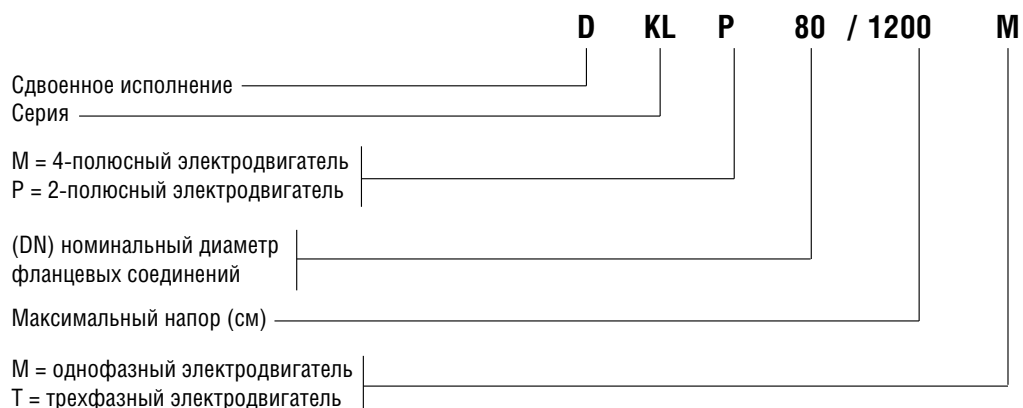 D KL P 80 / 1200 M
Сдвоенное исполнение
Серия
M = 4-полюсный электродвигатель
P = 2-полюсный электродвигатель
(DN) номинальный диаметр
фланцевых соединений
Максимальный напор (см)
M = однофазный электродвигатель
T = трехфазный электродвигатель